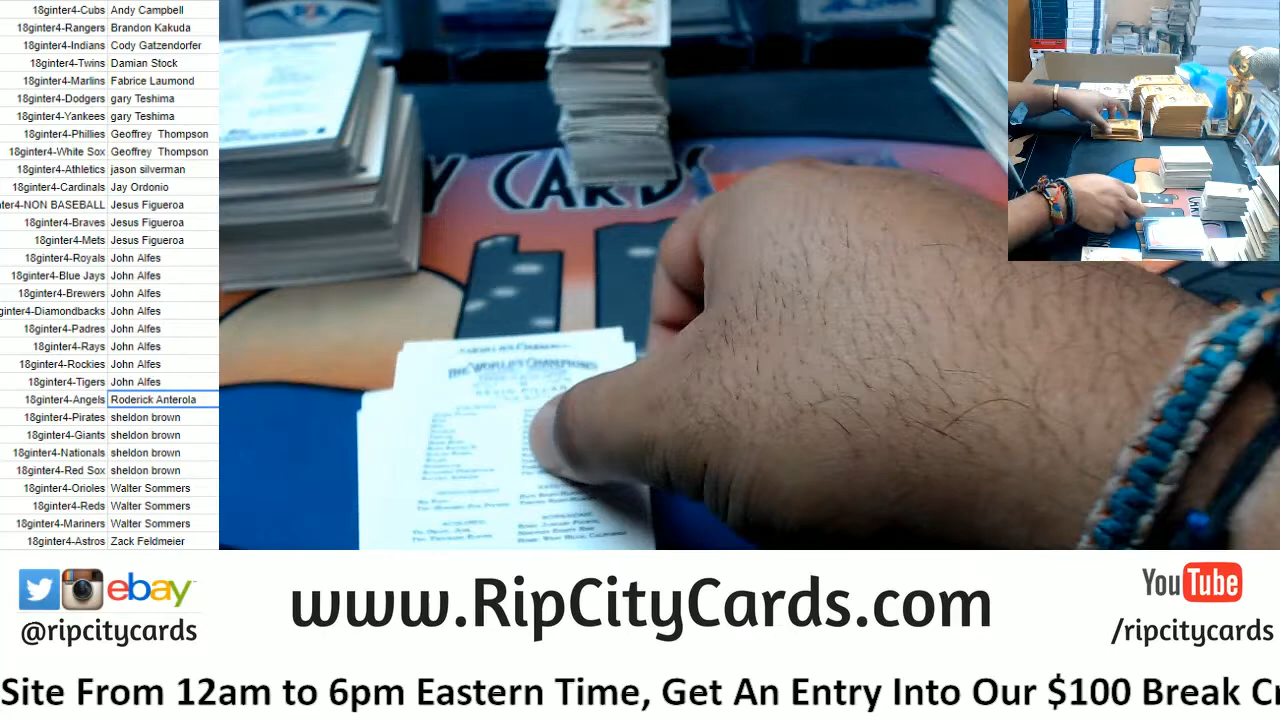 18ginter4-Cubs Andy Campbell
18ginter4-Rangers Brandon Kakuda
18ginter4-Indians Cody Gatzendorfer
18ginter4-Twins Damian Stock
18ginter4-Marlins Fabrice Laumond
18ginter4-Dodgers gary Teshima
18ginter4-Yankees gary Teshima
18ginter4-Phillies Geoffrey Thompson
18ginter4-White Sox Geoffrey Thompson
18ginter4-Athletics jason silverman
18ginter4-Cardinals Jay Ordonio
nter4-NON BASEBALL Jesus Figueroa
18ginter4-Braves Jesus Figueroa
18ginter4-Mets Jesus Figueroa
18ginter4-Royals John Alfes
18ginter4-Blue Jays John Alfes
18ginter4-Brewers John Alfes
ginter4-Diamondbacks John Alfes
18ginter4-Padres John Alfes
18ginter4-Rays John Alfes
18ginter4-Rockies John Alfes
18ginter4-Tigers John Alfes
18ginter4-Angels Roderick Anterola
18ginter4-Pirates sheldon brown
18ginter4-Giants sheldon brown
18ginter4-Nationals sheldon brown
18ginter4-Red Sox sheldon brown
18ginter4-Orioles Walter Sommers
18ginter4-Reds Walter Sommers
18ginter4-Mariners Walter Sommers
18ginter4-Astros Zack Feldmeier
Y CARDS
THE WORLD'S CHAMPIONS
KEVIN PILLAR
ebay
@ripcitycards
www.RipCityCards.com
YouTube
/ripcitycards
Site From 12am to 6pm Eastern Time, Get An Entry Into Our $100 Break Cr